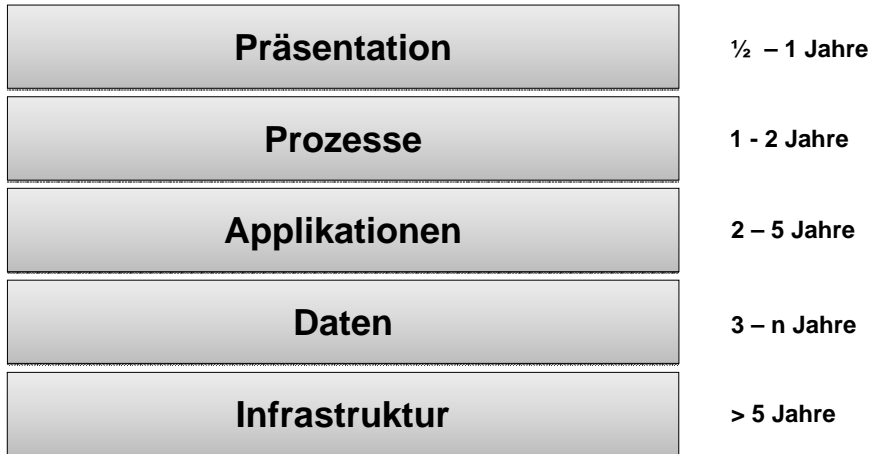 Präsentation ½ – 1 Jahre
Prozesse 1 - 2 Jahre
Applikationen 2 – 5 Jahre
Daten 3 – n Jahre
Infrastruktur > 5 Jahre